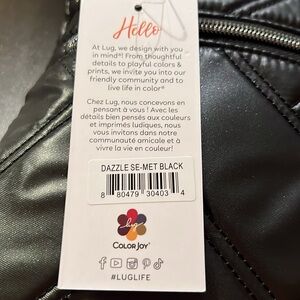 Hello
At Lug, we design with you
in mind®! From thoughtful
details to playful colors &
prints, we invite you into our
friendly community and to
live life in color®
Chez Lug, nous concevons en
pensant à vous ! Avec les
détails bien pensés aux couleurs
et imprimés ludiques, nous
vous invitons dans notre
communauté amicale et à
vivre la vie en couleur!
DAZZLE SE-MET BLACK
8 80479 30403 4
lug
COLORJOY
#LUGLIFE